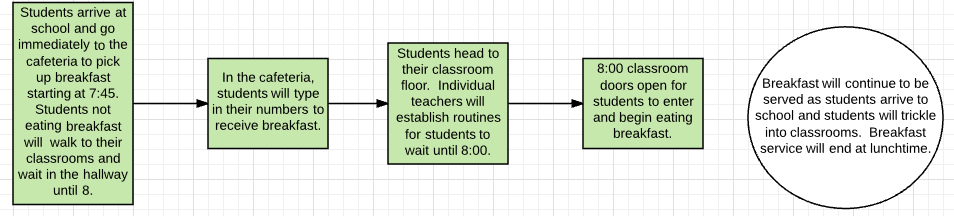 Students arrive at
school and go
immediately to the
cafeteria to pick
up breakfast
starting at 7:45.
Students not
eating breakfast
will walk to their
classrooms and
wait in the hallway
until 8.
In the cafeteria,
students will type
in their numbers to
receive breakfast.
Students head to
their classroom
floor. Individual
teachers will
establish routines
for students to
wait until 8:00.
8:00 classroom
doors open for
students to enter
and begin eating
breakfast.
Breakfast will continue to be
served as students arrive to
school and students will trickle
into classrooms. Breakfast
service will end at lunchtime.